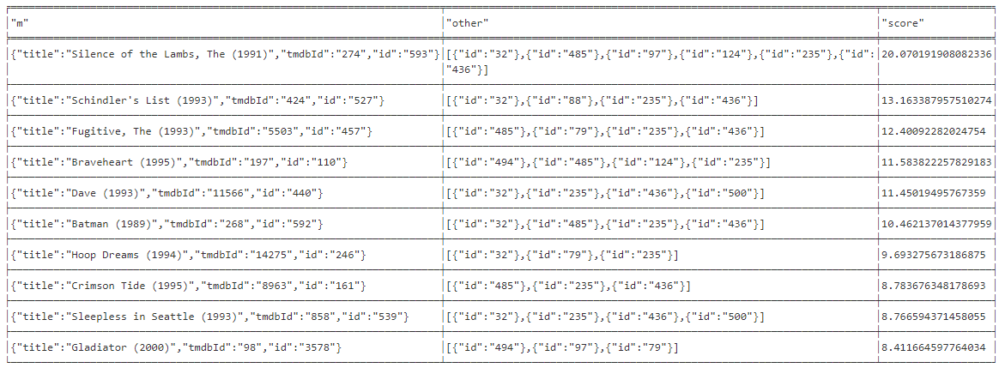 "m" "other" "score"
{"title":"Silence of the Lambs, The (1991)","tmdbId":"274","id":"593"} [{"id":"32"},{"id":"485"},{"id":"97"},{"id":"124"},{"id":"235"},{"id": 20.070191908082336
"436"}]
{"title":"Schindler's List (1993)","tmdbId":"424","id":"527"} [{"id":"32"},{"id":"88"},{"id":"235"},{"id":"436"}] 13.163387957510274
{"title":"Fugitive, The (1993)","tmdbId":"5503","id":"457"} [{"id":"485"},{"id":"79"},{"id":"235"},{"id":"436"}] 12.40092282024754
{"title":"Braveheart (1995)","tmdbId":"197","id":"110"} [{"id":"494"},{"id":"485"},{"id":"124"},{"id":"235"}] 11.583822257829183
{"title":"Dave (1993)","tmdbId":"11566","id":"440"} [{"id":"32"},{"id":"235"},{"id":"436"},{"id":"500"}] 11.45019495767359
{"title":"Batman (1989)","tmdbId":"268","id":"592"} [{"id":"32"},{"id":"485"},{"id":"235"},{"id":"436"}] 10.462137014377959
{"title":"Hoop Dreams (1994)","tmdbId":"14275","id":"246"} [{"id":"32"},{"id":"79"},{"id":"235"}] 9.693275673186875
{"title":"Crimson Tide (1995)","tmdbId":"8963","id":"161"} [{"id":"485"},{"id":"235"},{"id":"436"}] 8.783676348178693
{"title":"Sleepless in Seattle (1993)","tmdbId":"858","id":"539"} [{"id":"32"},{"id":"235"},{"id":"436"},{"id":"500"}] 8.766594371458055
{"title":"Gladiator (2000)","tmdbId":"98","id":"3578"} [{"id":"494"},{"id":"97"},{"id":"79"}] 8.411664597764034